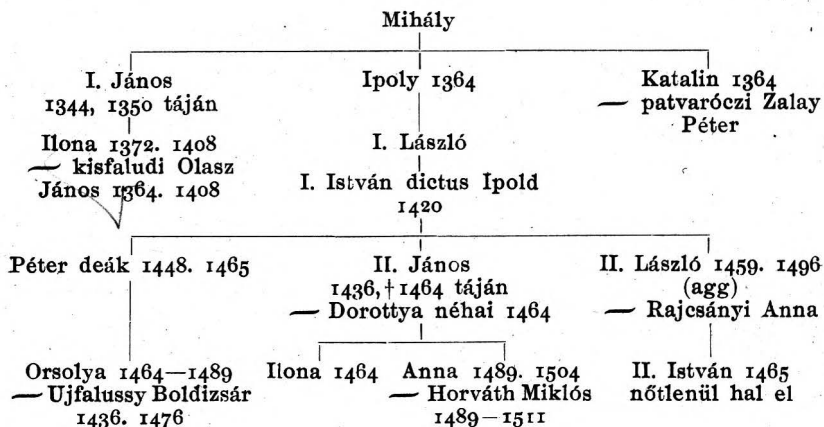 Mihály
I. János
1344, 1350 táján
Ipoly 1364
Katalin 1364
— patvaróczi Zalay
Péter
Ilona 1372. 1408
— kisfaludi Olasz
János 1364. 1408
I. László
I. István dictus Ipold
1420
Péter deák 1448. 1465
II. János
1436, † 1464 táján
— Dorottya néhai 1464
II. László 1459. 1496
(agg)
— Rajcsányi Anna
Orsolya 1464—1489
— Ujfalussy Boldizsár
1436. 1476
Ilona 1464
Anna 1489. 1504
— Horváth Miklós
1489—1511
II. István 1465
nőtlenül hal el